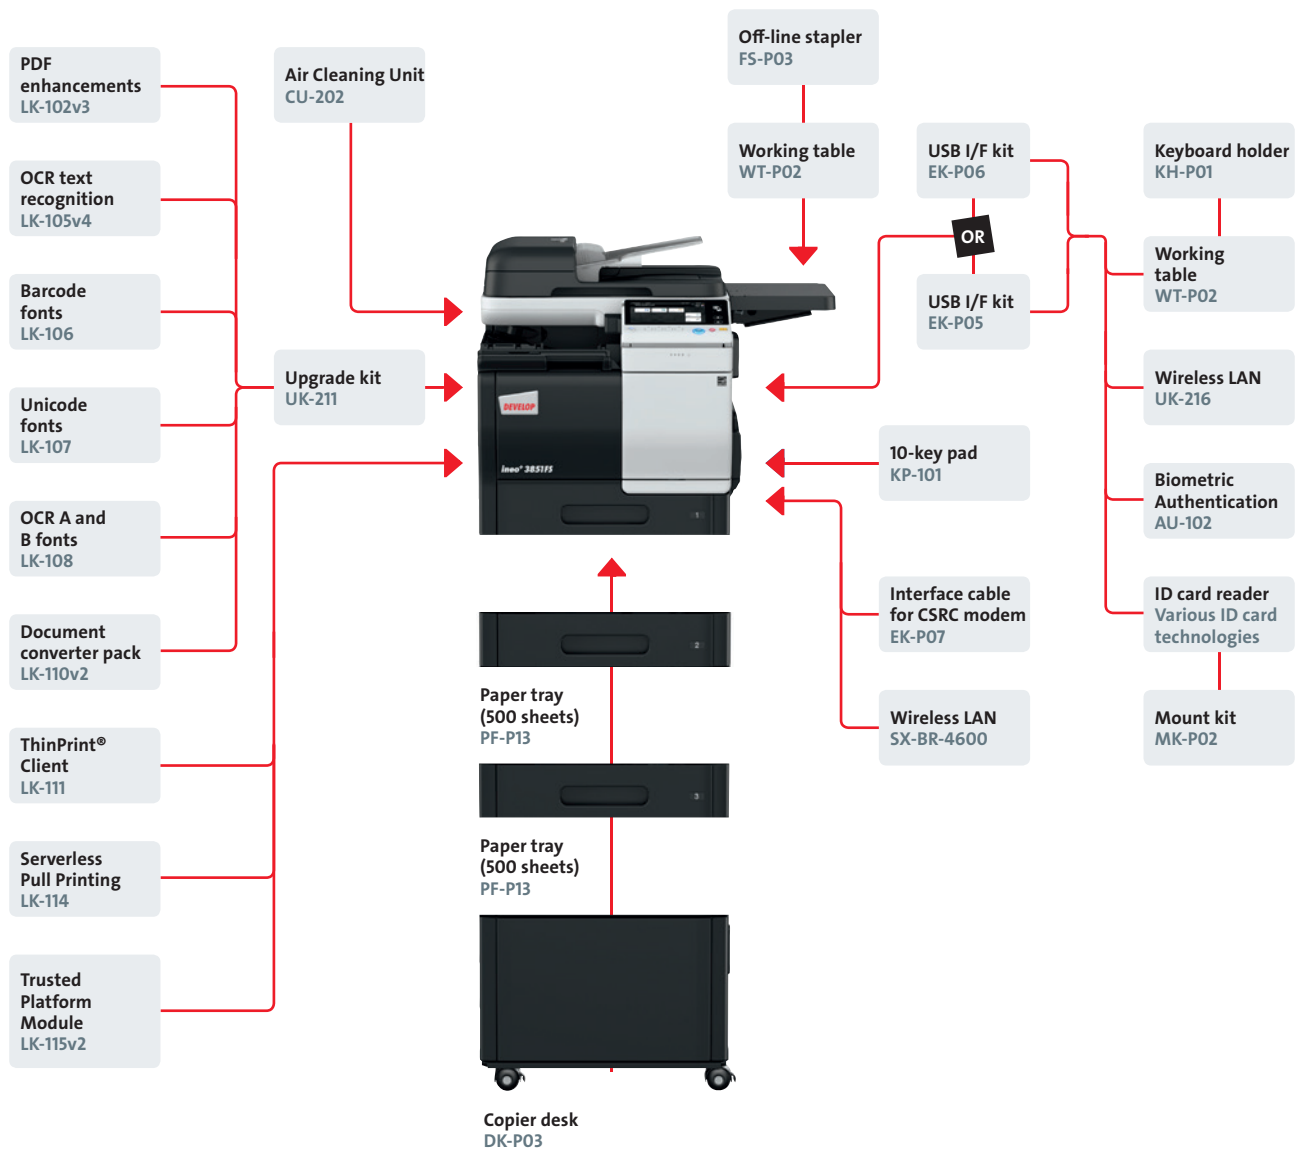 PDF
enhancements
LK-102v3
OCR text
recognition
LK-105v4
Barcode
fonts
LK-106
Unicode
fonts
LK-107
OCR A and
B fonts
LK-108
Document
converter pack
LK-110v2
ThinPrint®
Client
LK-111
Serverless
Pull Printing
LK-114
Trusted
Platform
Module
LK-115v2
Air Cleaning Unit
CU-202
Upgrade kit
UK-211
Off-line stapler
FS-P03
Working table
WT-P02
DEVELOP
ineo+ 3851FS
1
2
Paper tray
(500 sheets)
PF-P13
3
Paper tray
(500 sheets)
PF-P13
Copier desk
DK-P03
USB I/F kit
EK-P06
OR
USB I/F kit
EK-P05
10-key pad
KP-101
Interface cable
for CSRC modem
EK-P07
Wireless LAN
SX-BR-4600
Keyboard holder
KH-P01
Working
table
WT-P02
Wireless LAN
UK-216
Biometric
Authentication
AU-102
ID card reader
Various ID card
technologies
Mount kit
MK-P02